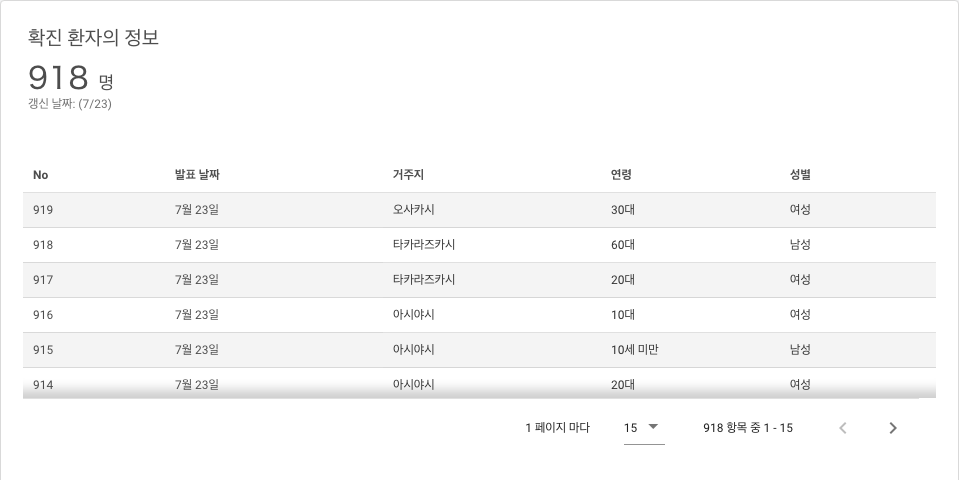 확진 환자의 정보
918 명
갱신 날짜: (7/23)
No 발표 날짜 거주지 연령 성별
919 7월 23일 오사카시 30대 여성
918 7월 23일 타카라즈카시 60대 남성
917 7월 23일 타카라즈카시 20대 여성
916 7월 23일 아시야시 10대 여성
915 7월 23일 아시야시 10세 미만 남성
914 7월 23일 아시야시 20대 여성
1 페이지 마다 15 918 항목 중 1 - 15